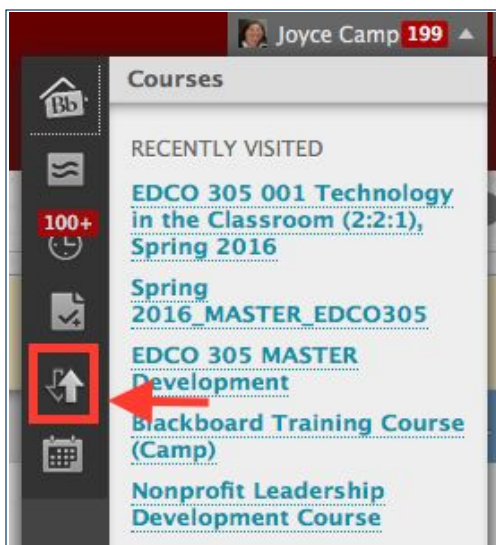 Joyce Camp 199
Bb
Courses
RECENTLY VISITED
EDCO 305 001 Technology
in the Classroom (2:2:1),
Spring 2016
100+
Spring
2016_MASTER_EDCO305
EDCO 305 MASTER
Development
Blackboard Training Course
(Camp)
Nonprofit Leadership
Development Course